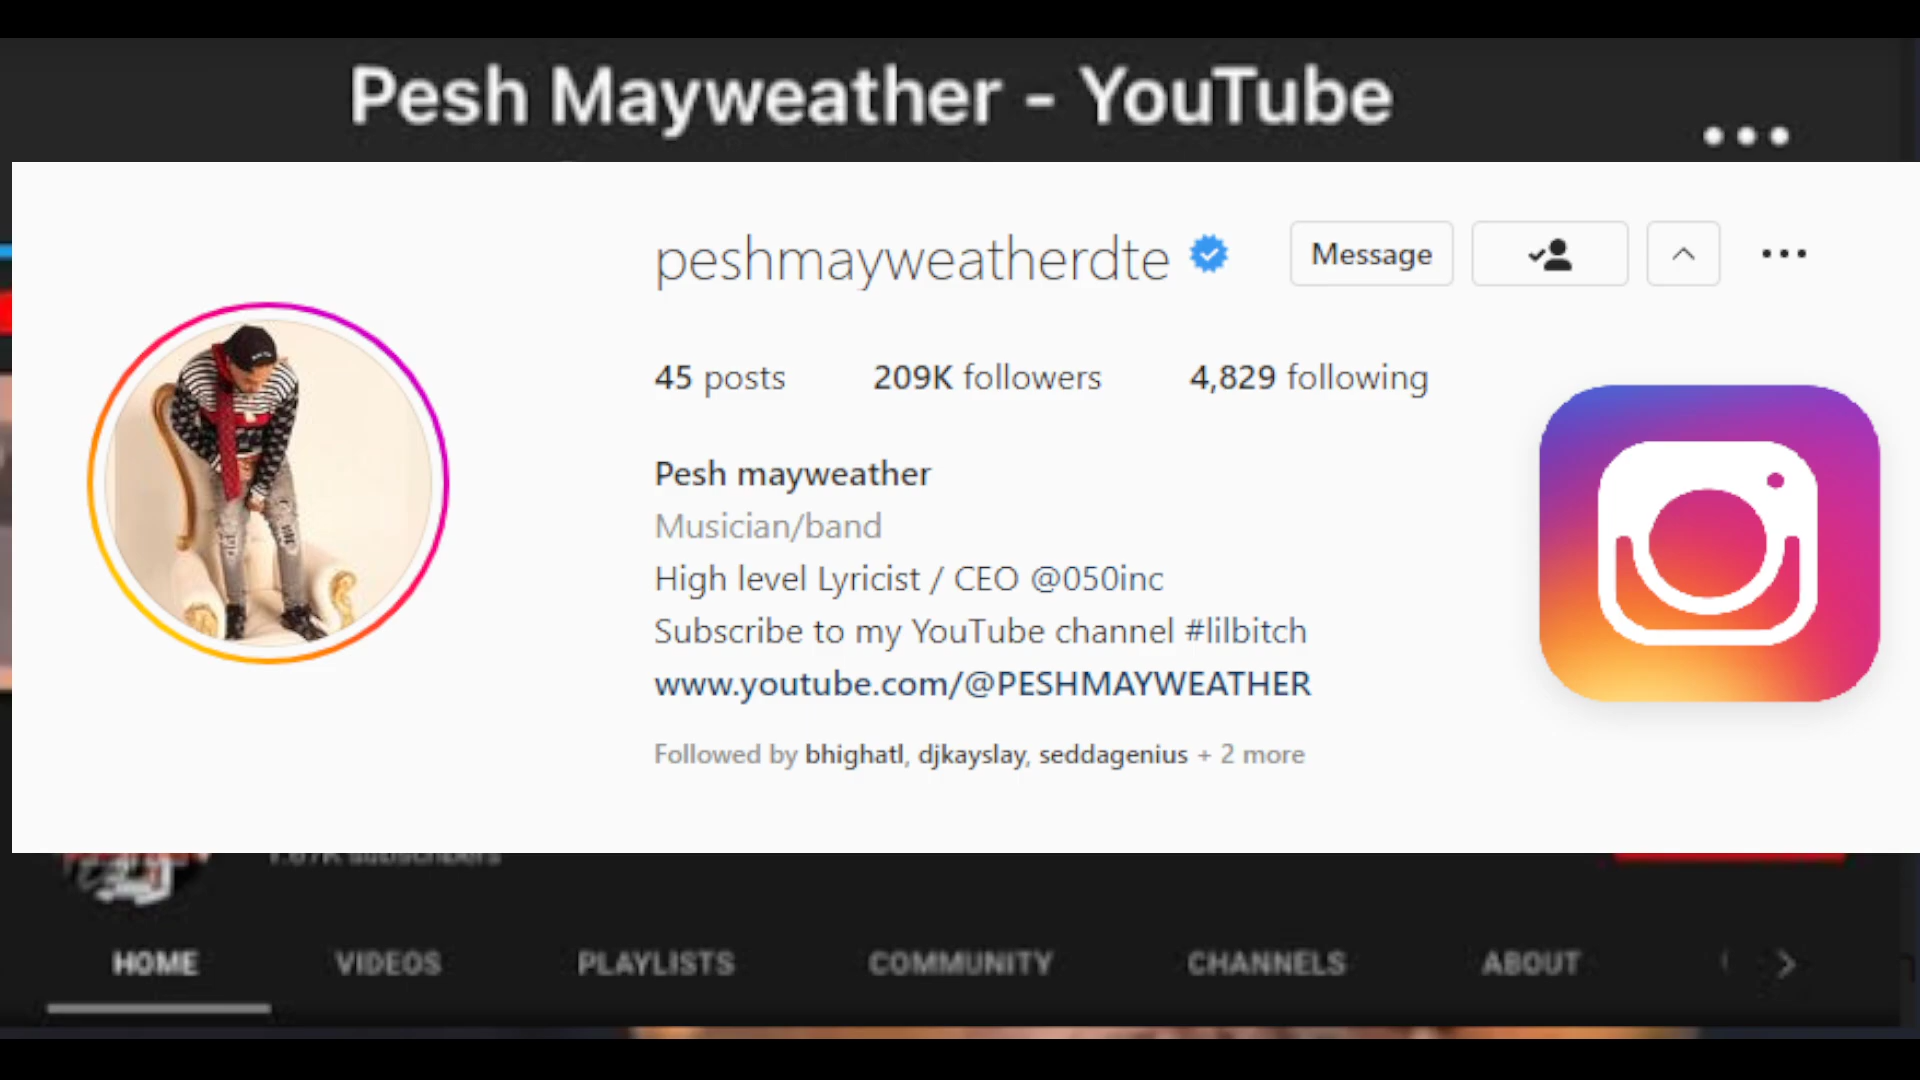 Pesh Mayweather - YouTube
peshmayweatherdte
Message
45 posts 209K followers 4,829 following
Pesh mayweather
Musician/band
High level Lyricist / CEO @050inc
Subscribe to my YouTube channel #lilbitch
www.youtube.com/@PESHMAYWEATHER
Followed by bhighatl, djkayslay, seddagenius + 2 more
subscribers
HOME VIDEOS PLAYLISTS COMMUNITY CHANNELS ABOUT